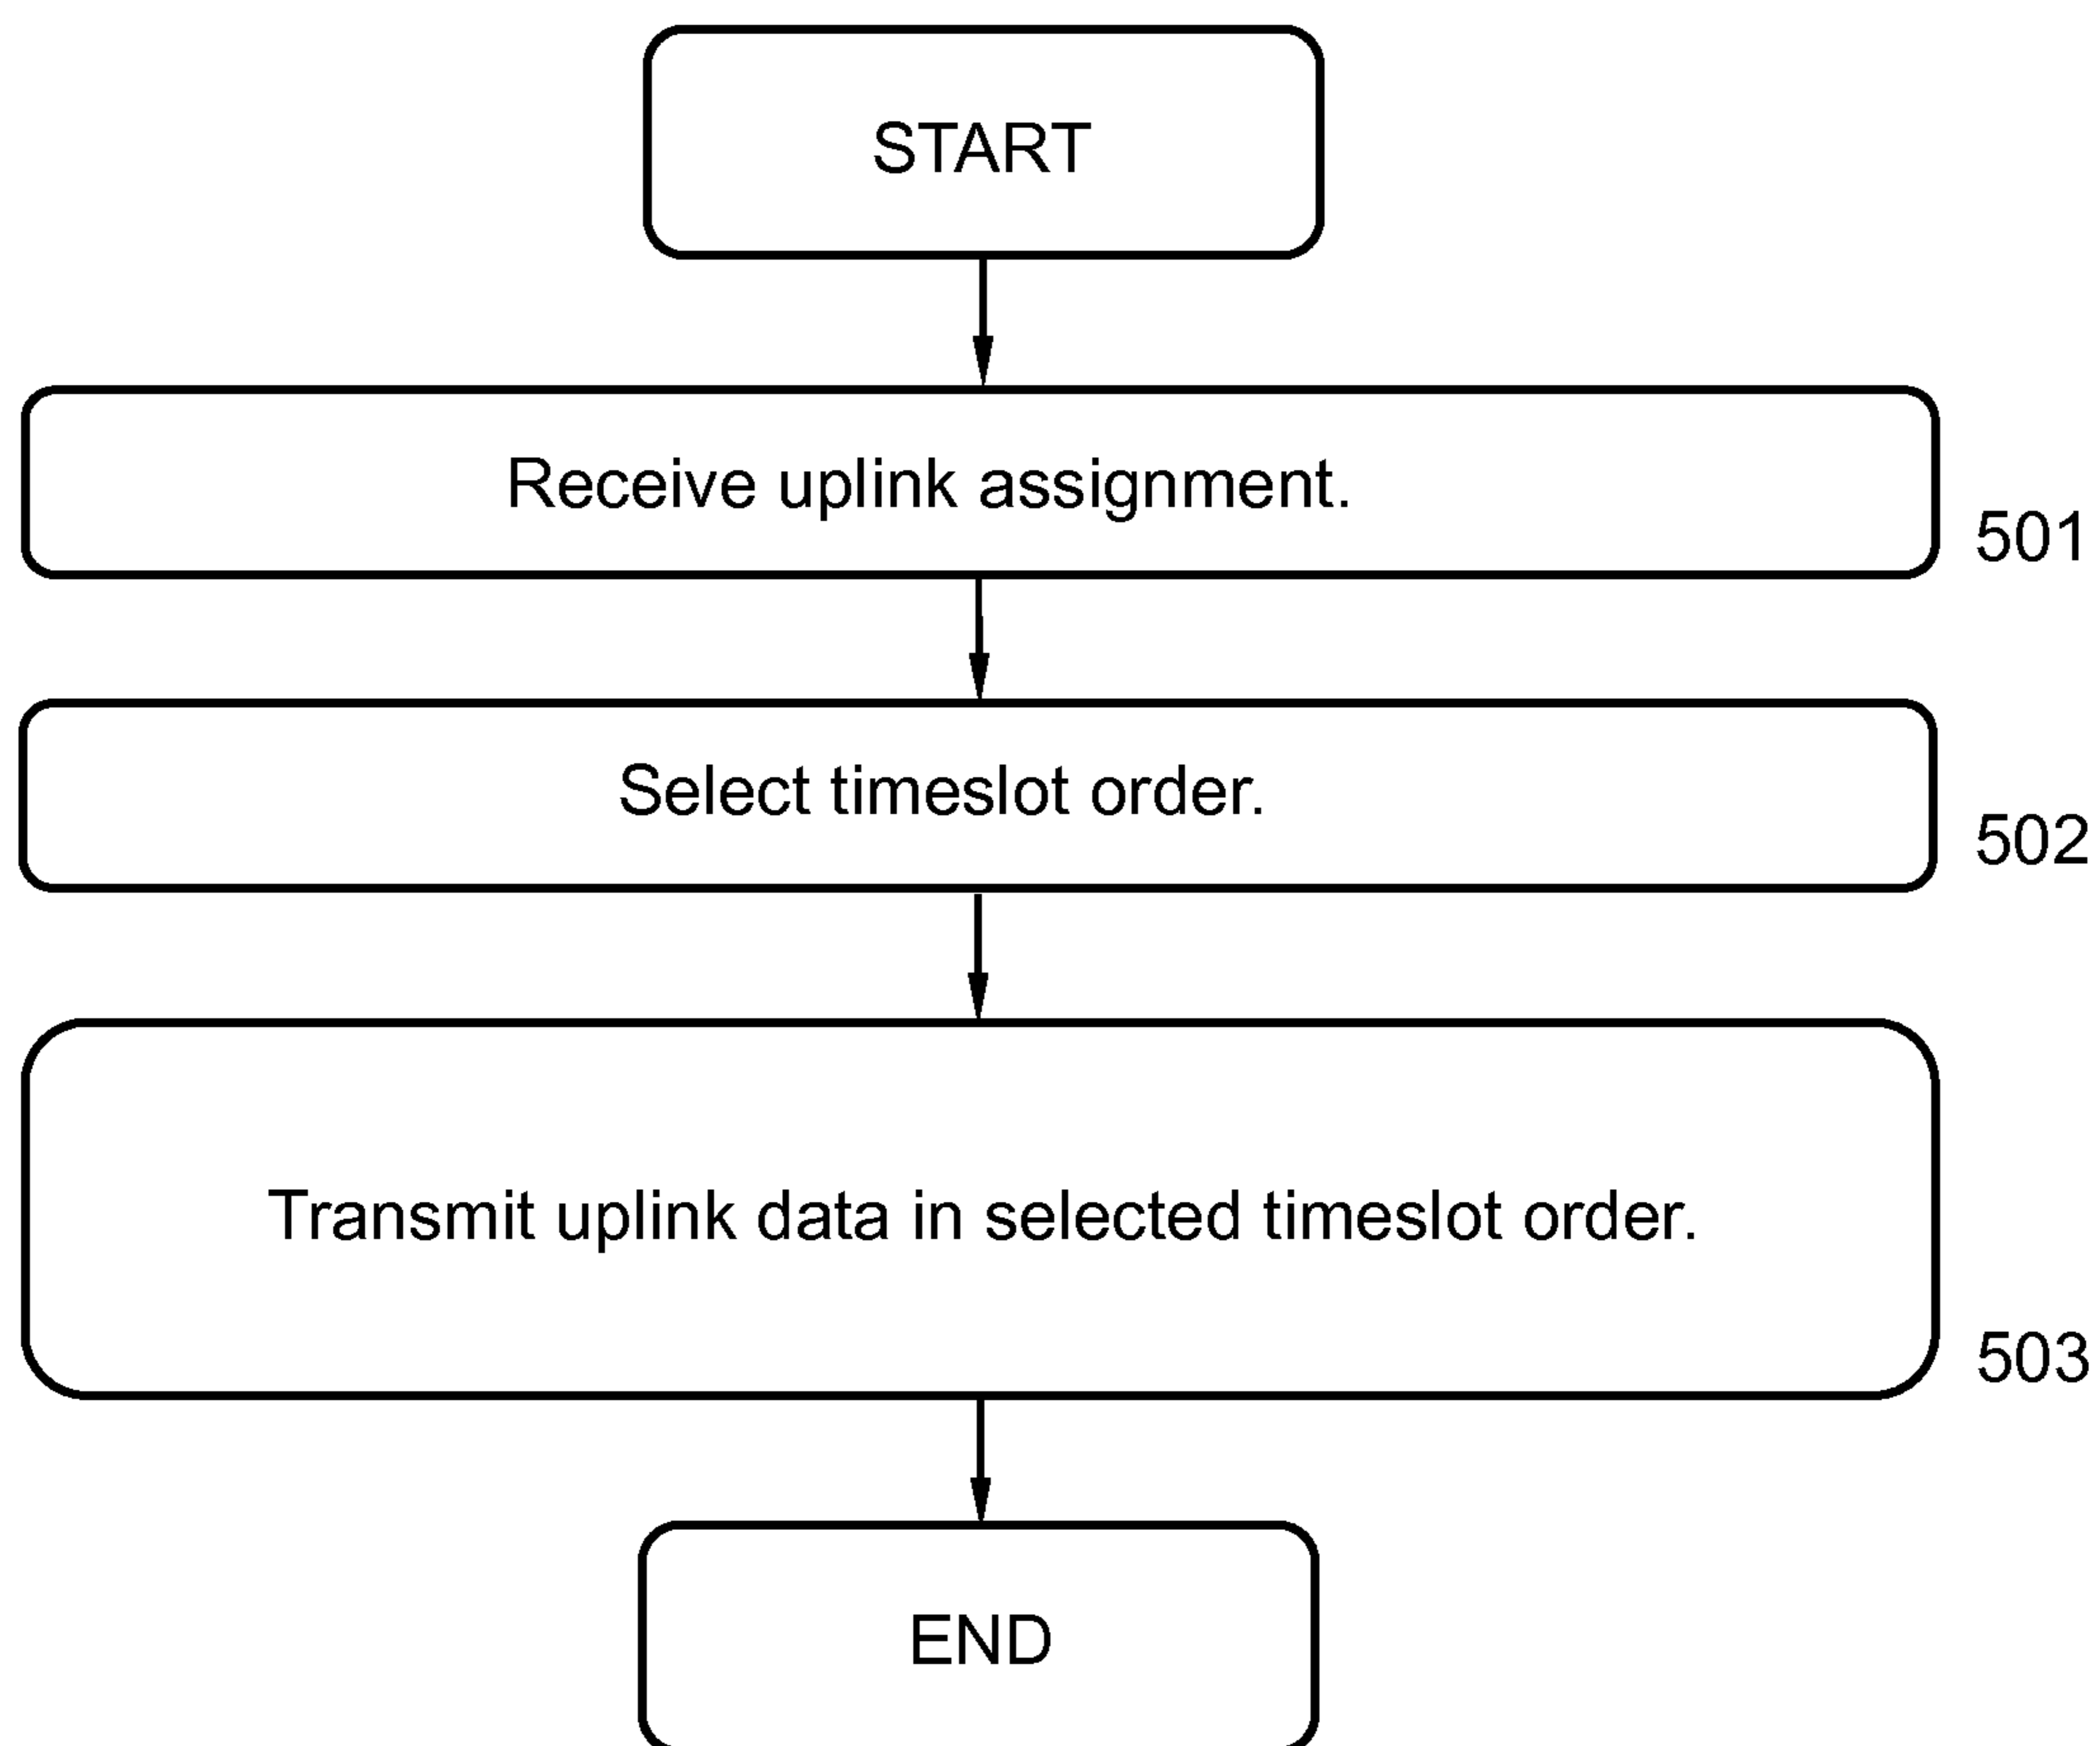 START
Receive uplink assignment.
501
Select timeslot order.
502
Transmit uplink data in selected timeslot order.
503
END